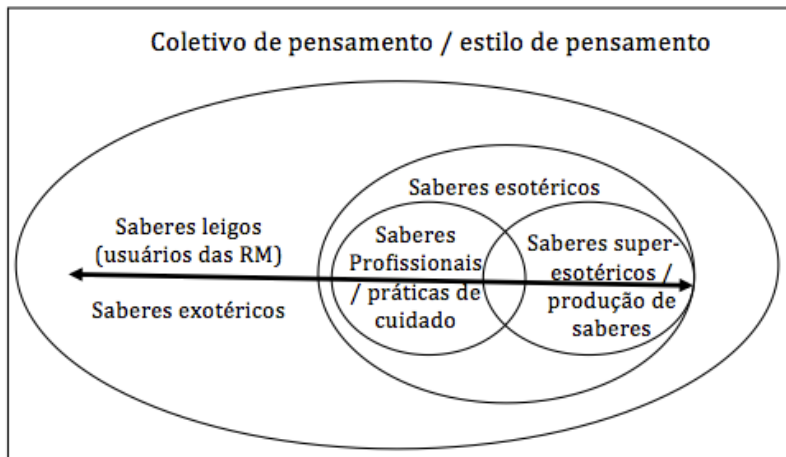 Coletivo de pensamento / estilo de pensamento
Saberes esotéricos
Saberes leigos
(usuários das RM)
Saberes exotéricos
Saberes
Profissionais
/ práticas de
cuidado
Saberes super-
esotéricos /
produção de
saberes